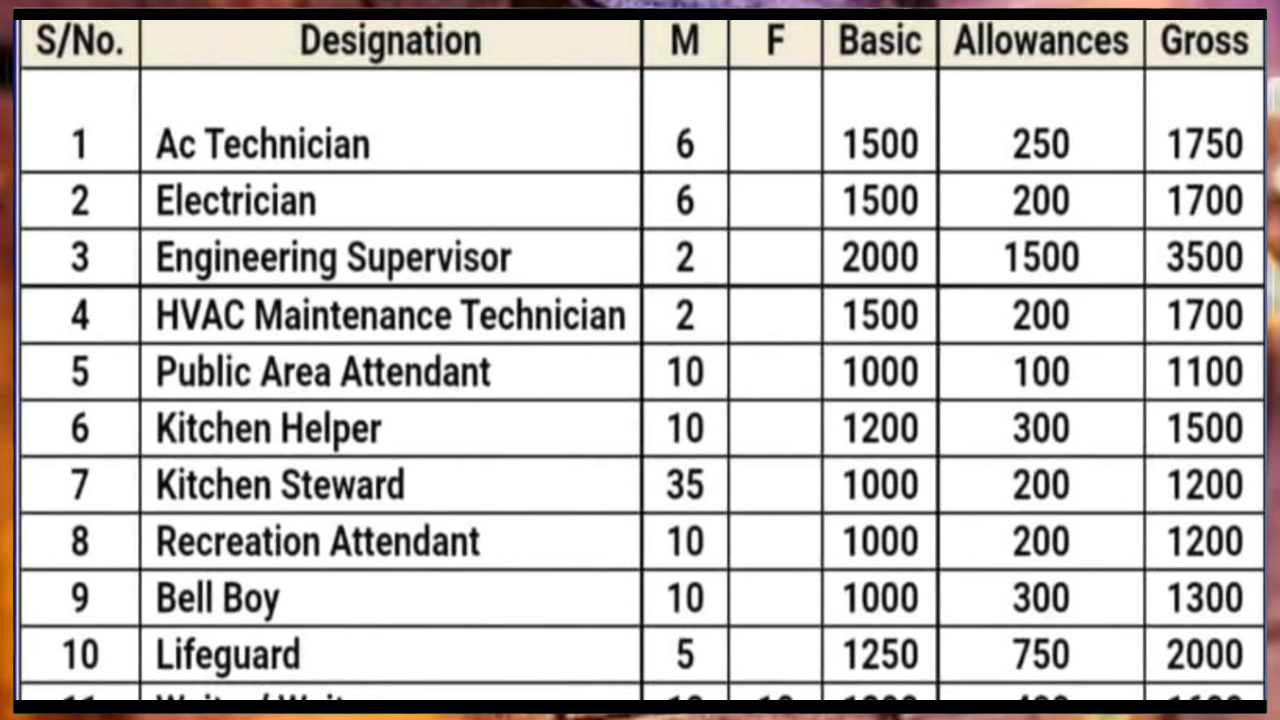 S/No. Designation M F Basic Allowances Gross
1 Ac Technician 6 1500 250 1750
2 Electrician 6 1500 200 1700
3 Engineering Supervisor 2 2000 1500 3500
4 HVAC Maintenance Technician 2 1500 200 1700
5 Public Area Attendant 10 1000 100 1100
6 Kitchen Helper 10 1200 300 1500
7 Kitchen Steward 35 1000 200 1200
8 Recreation Attendant 10 1000 200 1200
9 Bell Boy 10 1000 300 1300
10 Lifeguard 5 1250 750 2000